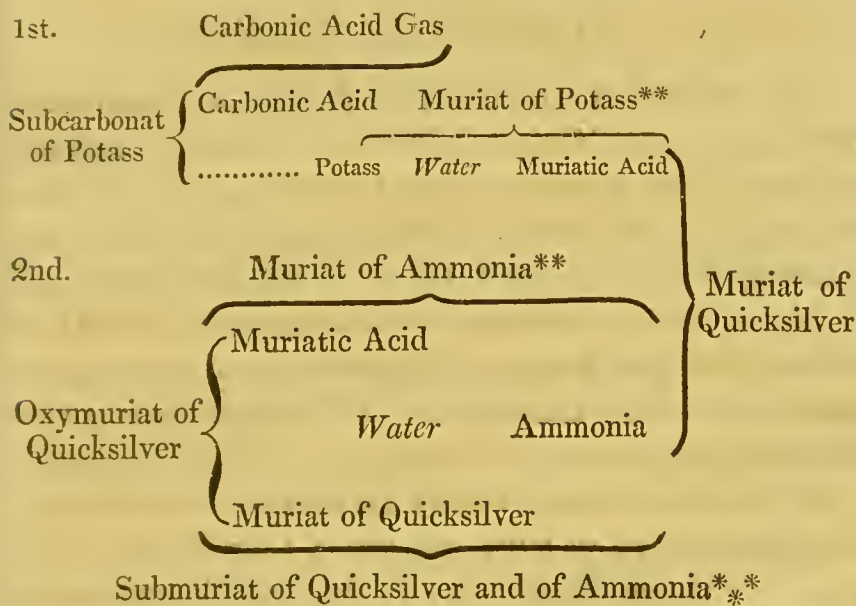 1st. Carbonic Acid Gas
Subcarbonat
of Potass
Carbonic Acid Muriat of Potass**
............ Potass Water Muriatic Acid
2nd. Muriat of Ammonia**
Muriat of
Quicksilver
Muriatic Acid
Oxymuriat of
Quicksilver
Water Ammonia
Muriat of Quicksilver
Submuriat of Quicksilver and of Ammonia***